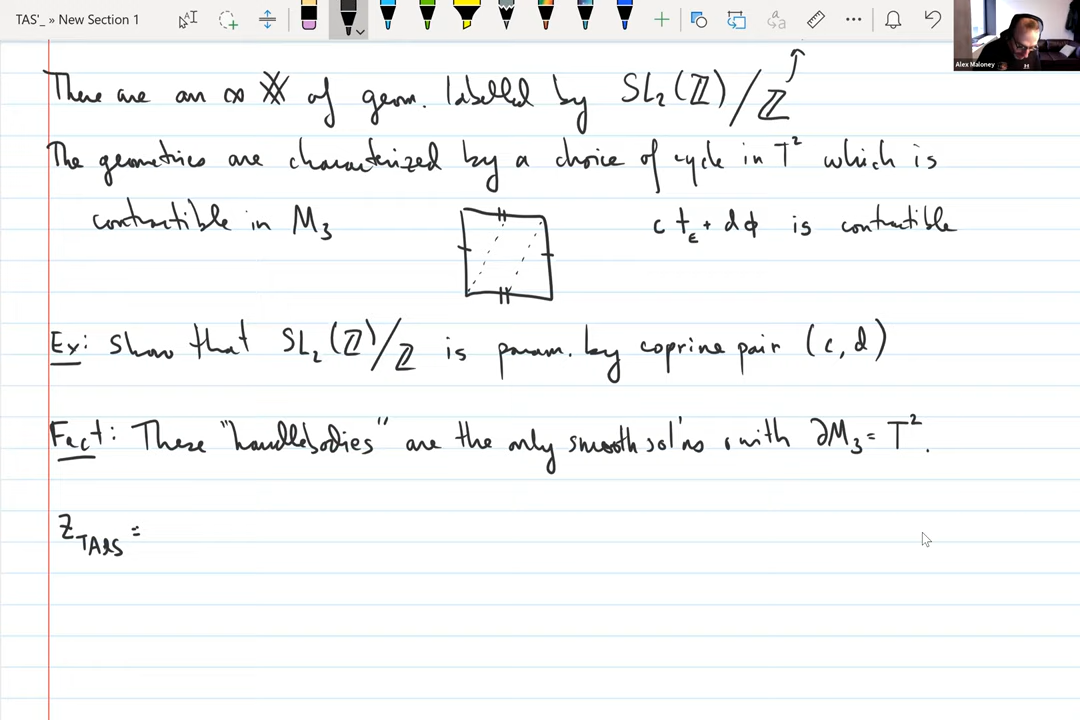 TAS'_ » New Section 1
Alex Maloney
There are an ∞ # of geom. labelled by SL₂(ℤ)/ℤ
The geometries are characterized by a choice of cycle in T² which is
contractible in M₃
c t_E + dϕ is contractible
Ex: Show that SL₂(ℤ)/ℤ is param. by coprine pair (c, d)
Fact: These "handlebodies" are the only smooth sol'ns with ∂M₃ = T².
Z_TAdS =